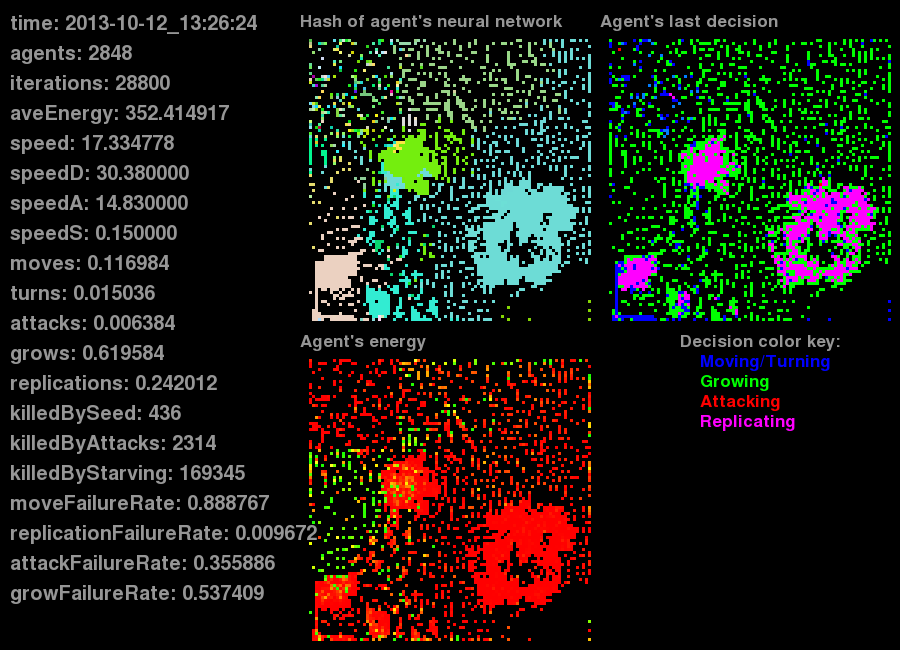 time: 2013-10-12_13:26:24
agents: 2848
iterations: 28800
aveEnergy: 352.414917
speed: 17.334778
speedD: 30.380000
speedA: 14.830000
speedS: 0.150000
moves: 0.116984
turns: 0.015036
attacks: 0.006384
grows: 0.619584
replications: 0.242012
killedBySeed: 436
killedByAttacks: 2314
killedByStarving: 169345
moveFailureRate: 0.888767
replicationFailureRate: 0.009672
attackFailureRate: 0.355886
growFailureRate: 0.537409
Hash of agent's neural network
Agent's last decision
Agent's energy
Decision color key:
Moving/Turning
Growing
Attacking
Replicating